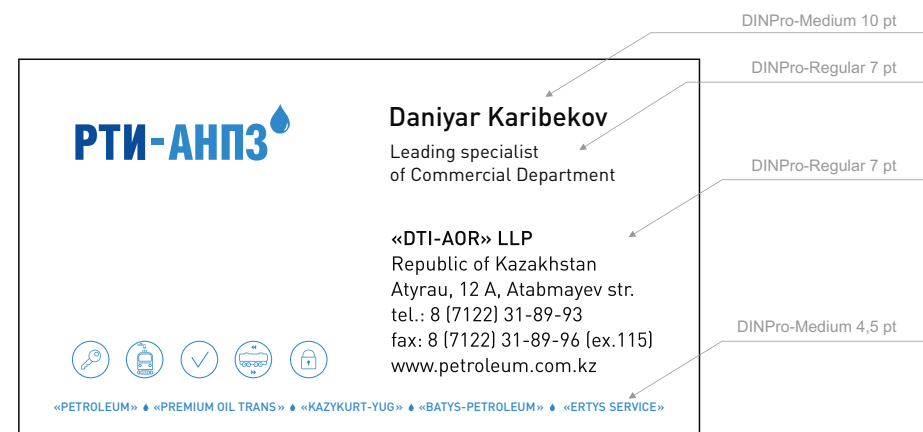 DINPro-Medium 10 pt
DINPro-Regular 7 pt
РТИ-АНПЗ
Daniyar Karibekov
Leading specialist
of Commercial Department
DINPro-Regular 7 pt
«DTI-AOR» LLP
Republic of Kazakhstan
Atyrau, 12 A, Atabmayev str.
tel.: 8 (7122) 31-89-93
fax: 8 (7122) 31-89-96 (ex.115)
www.petroleum.com.kz
DINPro-Medium 4,5 pt
«PETROLEUM» «PREMIUM OIL TRANS» «KAZYKURT-YUG» «BATYS-PETROLEUM» «ERTYS SERVICE»